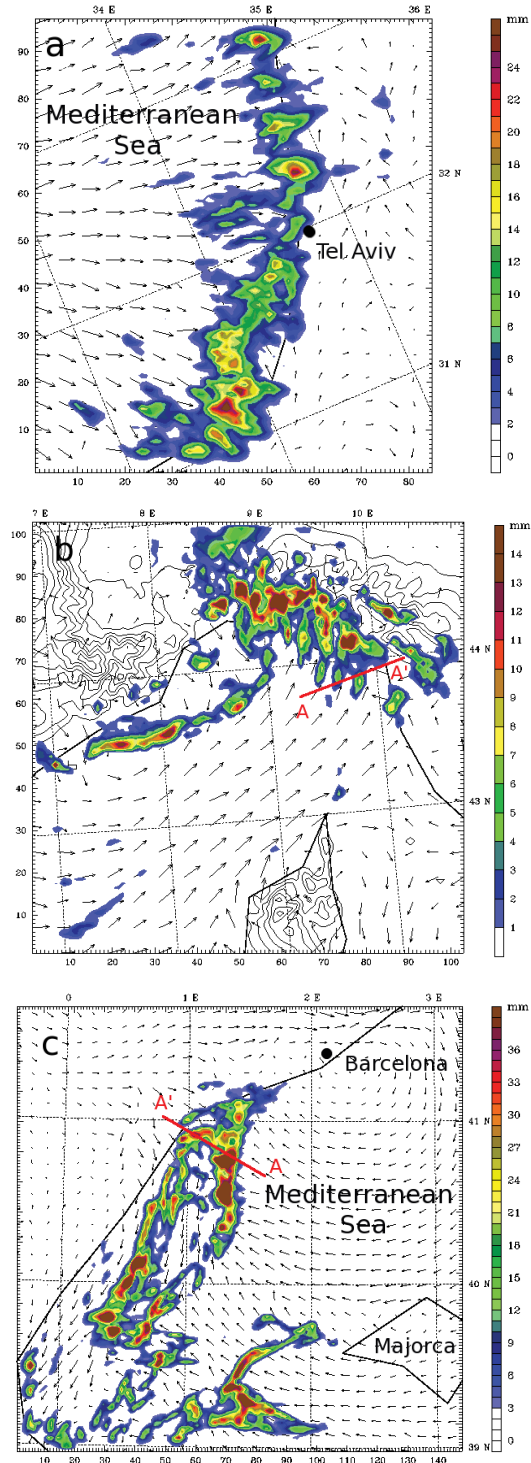 34 E 35 E 36 E
mm
a
90
80
70
60
50
40
30
20
10
Mediterranean
Sea
Tel Aviv
32 N
31 N
10 20 30 40 50 60 70 80
24
22
20
18
16
14
12
10
8
6
4
2
0
7 E 8 E 9 E 10 E
mm
b
100
90
80
70
60
50
40
30
20
10
A A'
44 N
43 N
10 20 30 40 50 60 70 80 90 100
14
13
12
11
10
9
8
7
6
5
4
3
2
1
0 1 E 2 E 3 E
mm
c
Barcelona
A'
A
Mediterranean
Sea
Majorca
41 N
40 N
39 N
10 20 30 40 50 60 70 80 90 100 110 120 130 140
36
33
30
27
24
21
18
15
12
9
6
3
0